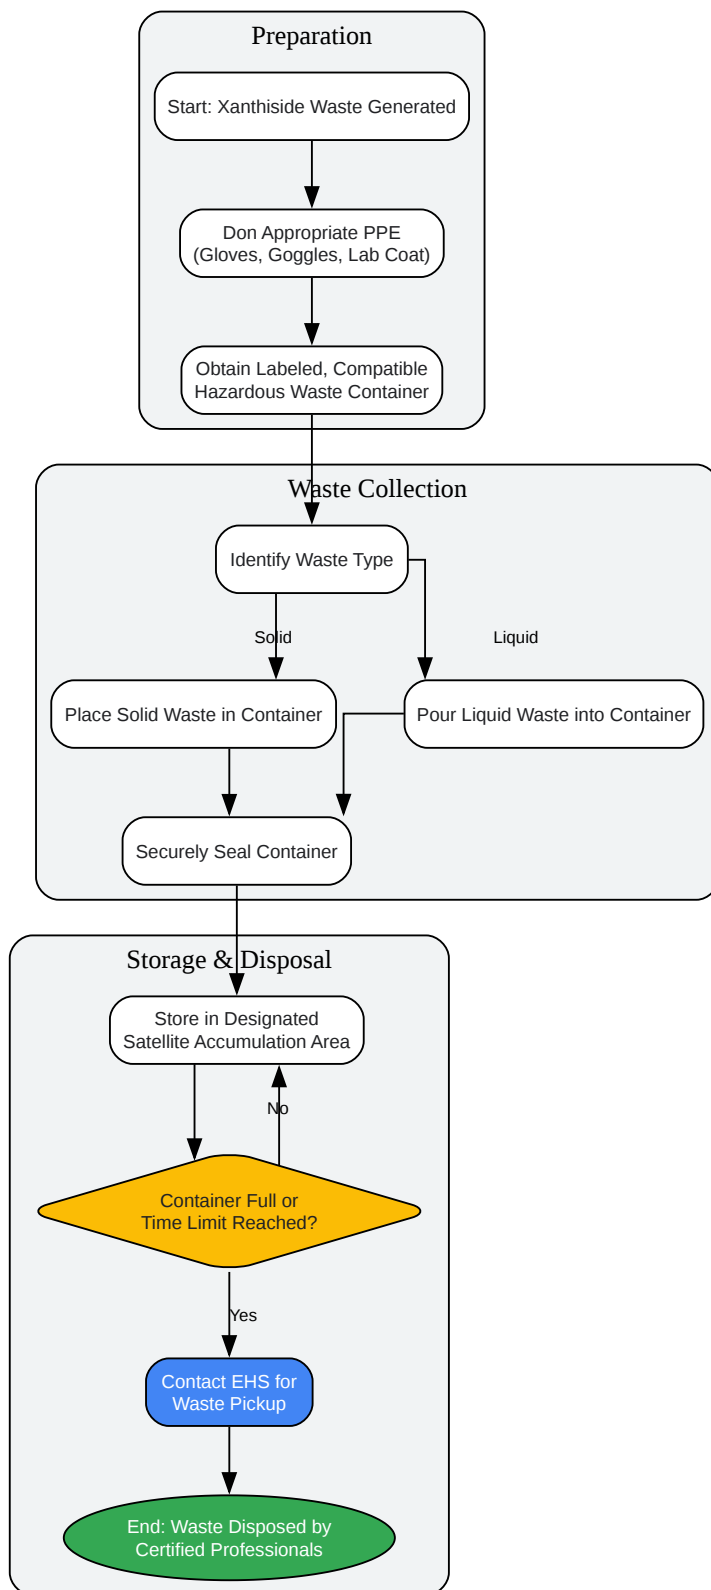 Preparation
Start: Xanthiside Waste Generated
Don Appropriate PPE
(Gloves, Goggles, Lab Coat)
Obtain Labeled, Compatible
Hazardous Waste Container
Waste Collection
Identify Waste Type
Solid
Liquid
Place Solid Waste in Container
Pour Liquid Waste into Container
Securely Seal Container
Storage & Disposal
Store in Designated
Satellite Accumulation Area
No
Container Full or
Time Limit Reached?
Yes
Contact EHS for
Waste Pickup
End: Waste Disposed by
Certified Professionals